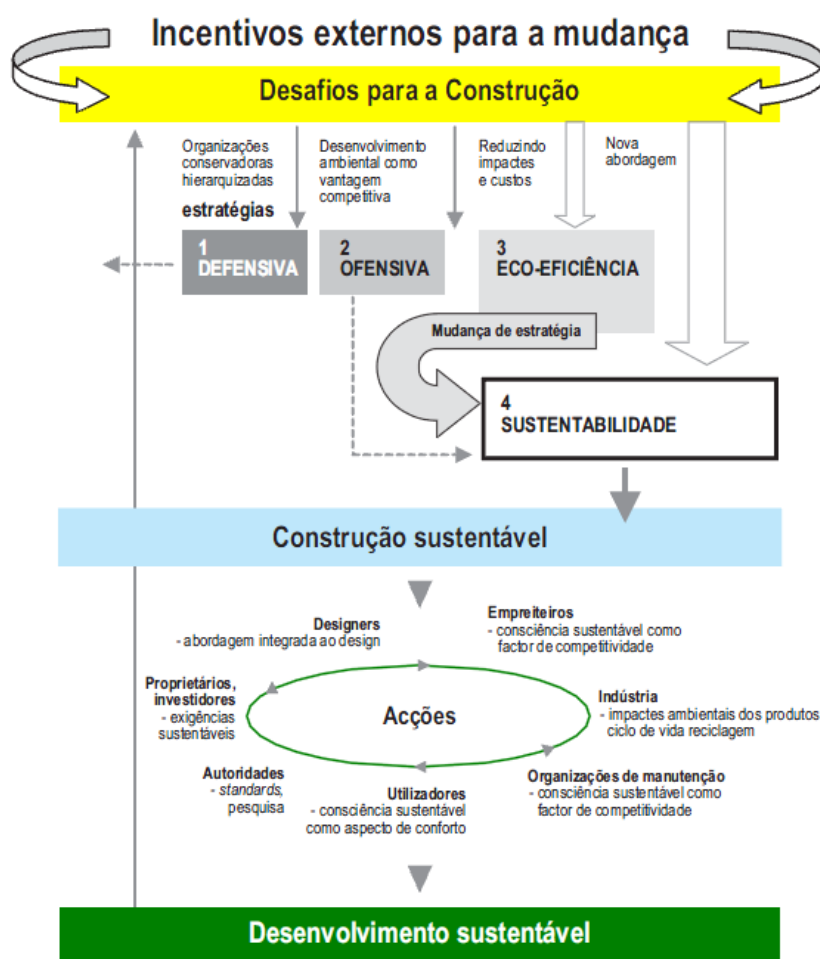 Incentivos externos para a mudança
Desafios para a Construção
Organizações
conservadoras
hierarquizadas
Desenvolvimento
ambiental como
vantagem
competitiva
Reduzindo
impactes
e custos
Nova
abordagem
estratégias
1
DEFENSIVA
2
OFENSIVA
3
ECO-EFICIÊNCIA
Mudança de estratégia
4
SUSTENTABILIDADE
Construção sustentável
Designers
- abordagem integrada ao design
Empreiteiros
- consciência sustentável como
factor de competitividade
Proprietários,
investidores
- exigências
sustentáveis
Acções
Indústria
- impactes ambientais dos produtos
ciclo de vida reciclagem
Autoridades
- standards,
pesquisa
Utilizadores
- consciência sustentável
como aspecto de conforto
Organizações de manutenção
- consciência sustentável como
factor de competitividade
Desenvolvimento sustentável